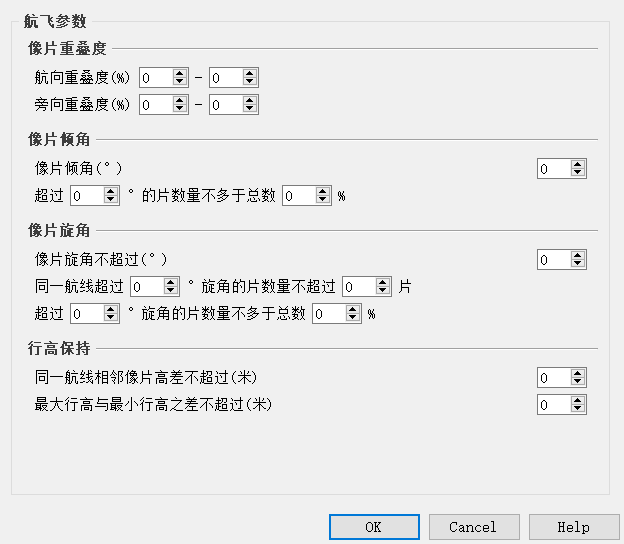 航飞参数
像片重叠度
航向重叠度(%) 0 - 0
旁向重叠度(%) 0 - 0
像片倾角
像片倾角(°) 0
超过 0 ° 的片数量不多于总数 0 %
像片旋角
像片旋角不超过(°) 0
同一航线超过 0 ° 旋角的片数量不超过 0 片
超过 0 ° 旋角的片数量不多于总数 0 %
行高保持
同一航线相邻像片高差不超过(米) 0
最大行高与最小行高之差不超过(米) 0
OK Cancel Help